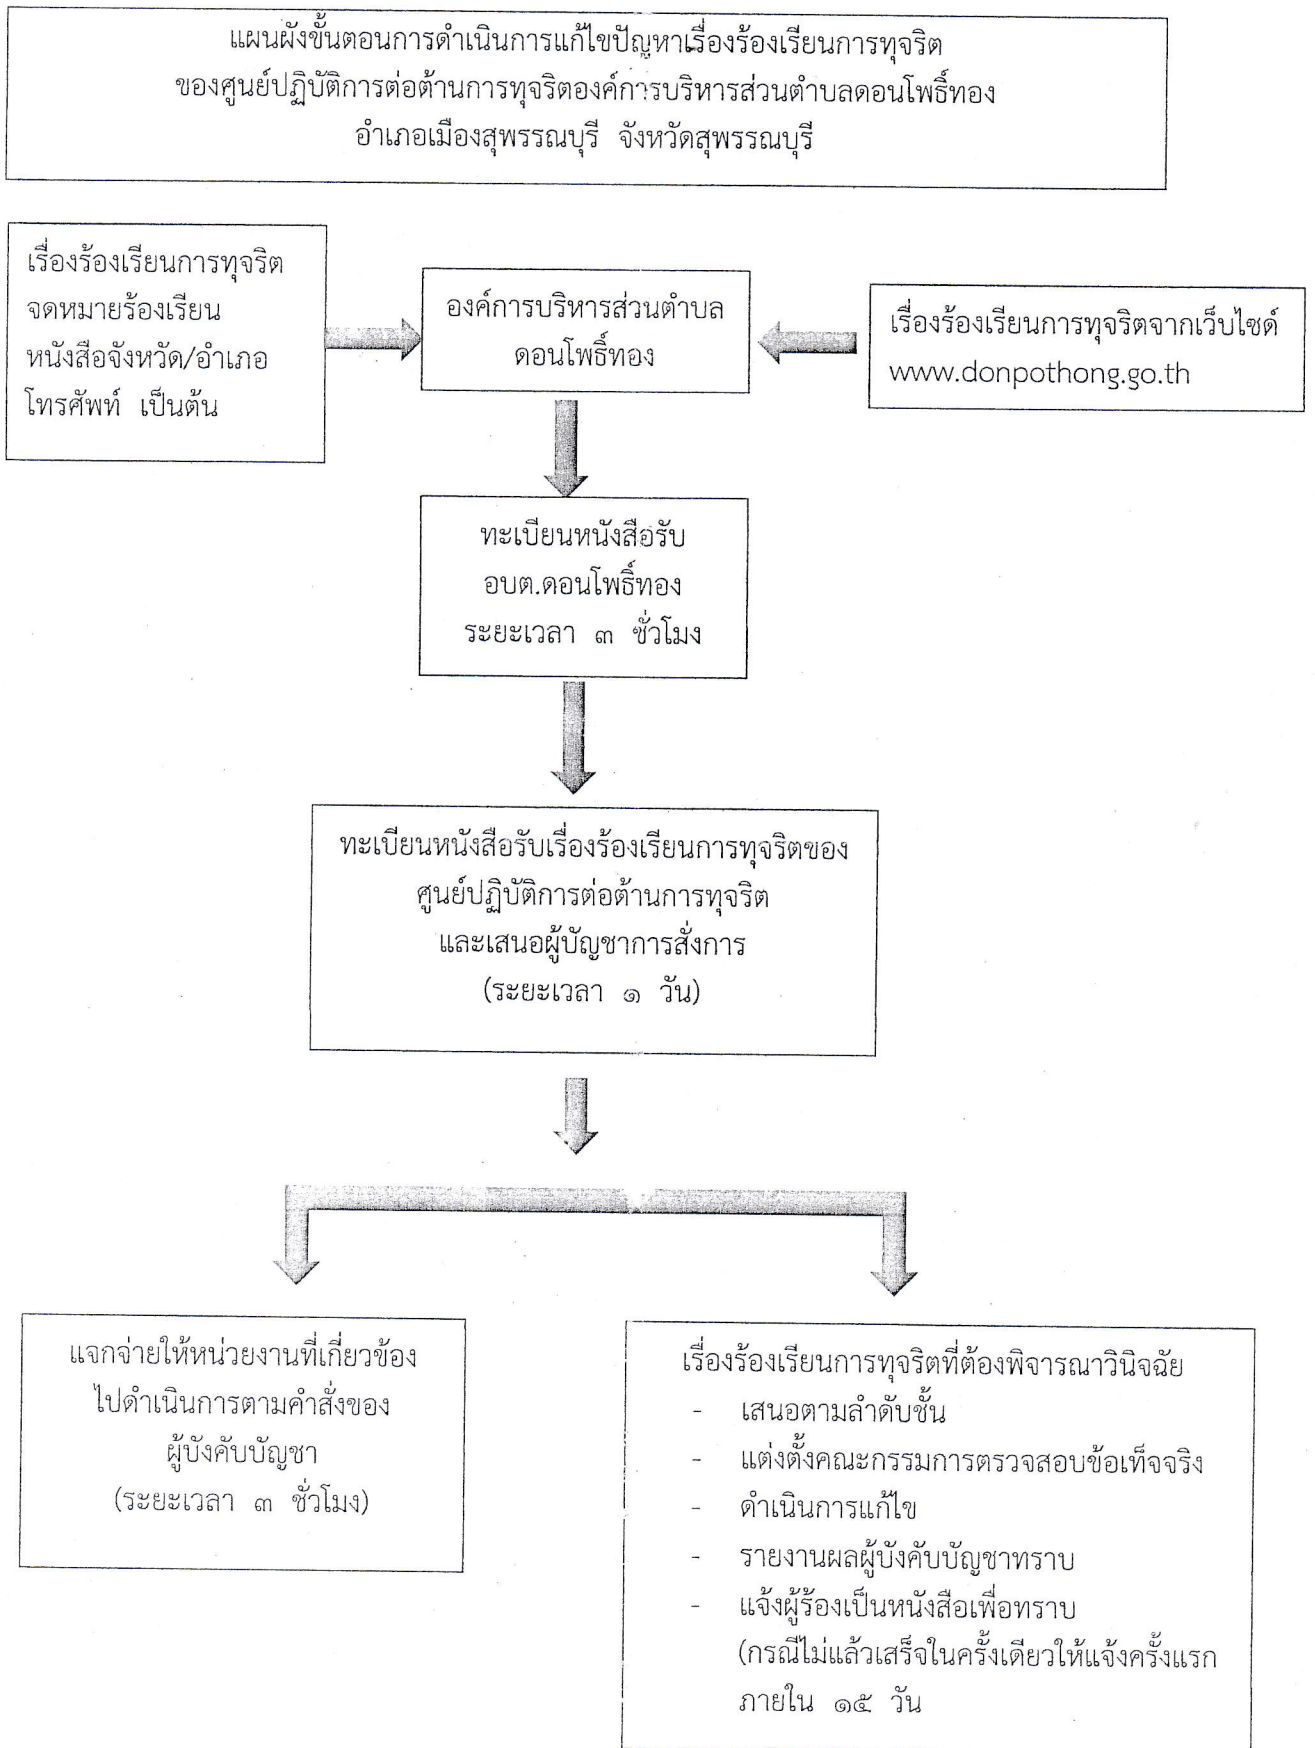 แผนผังขั้นตอนการดำเนินการแก้ไขปัญหาเรื่องร้องเรียนการทุจริต
ของศูนย์ปฏิบัติการต่อต้านการทุจริตองค์การบริหารส่วนตำบลดอนโพธิ์ทอง
อำเภอเมืองสุพรรณบุรี จังหวัดสุพรรณบุรี
เรื่องร้องเรียนการทุจริต
จดหมายร้องเรียน
หนังสือจังหวัด/อำเภอ
โทรศัพท์ เป็นต้น
องค์การบริหารส่วนตำบล
ดอนโพธิ์ทอง
เรื่องร้องเรียนการทุจริตจากเว็บไซด์
www.donpothong.go.th
ทะเบียนหนังสือรับ
อบต.ดอนโพธิ์ทอง
ระยะเวลา ๓ ชั่วโมง
ทะเบียนหนังสือรับเรื่องร้องเรียนการทุจริตของ
ศูนย์ปฏิบัติการต่อต้านการทุจริต
และเสนอผู้บัญชาการสั่งการ
(ระยะเวลา ๑ วัน)
แจกจ่ายให้หน่วยงานที่เกี่ยวข้อง
ไปดำเนินการตามคำสั่งของ
ผู้บังคับบัญชา
(ระยะเวลา ๓ ชั่วโมง)
เรื่องร้องเรียนการทุจริตที่ต้องพิจารณาวินิจฉัย
- เสนอตามลำดับชั้น
- แต่งตั้งคณะกรรมการตรวจสอบข้อเท็จจริง
- ดำเนินการแก้ไข
- รายงานผลผู้บังคับบัญชาทราบ
- แจ้งผู้ร้องเป็นหนังสือเพื่อทราบ
(กรณีไม่แล้วเสร็จในครั้งเดียวให้แจ้งครั้งแรก
ภายใน ๑๕ วัน